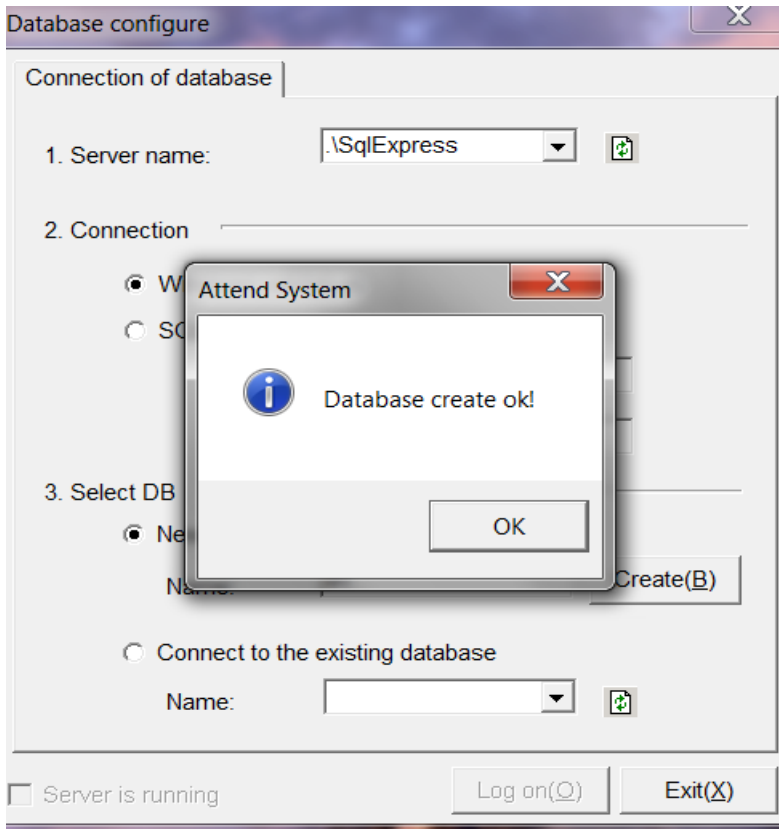 Database configure
Connection of database
1. Server name:
.\SqlExpress
2. Connection
Attend System
Database create ok!
OK
3. Select DB
Create(B)
Connect to the existing database
Name:
Server is running
Log on(O)
Exit(X)